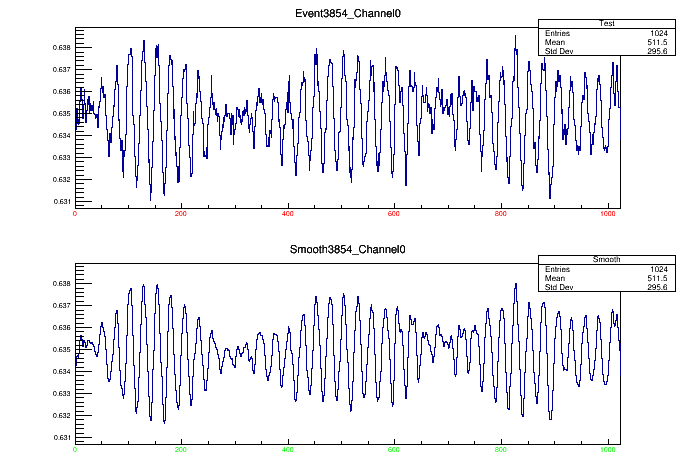 Event3854_Channel0
Test
Entries 1024
Mean 511.5
Std Dev 295.6
0.638
0.637
0.636
0.635
0.634
0.633
0.632
0.631
0 200 400 600 800 1000
Smooth3854_Channel0
Smooth
Entries 1024
Mean 511.5
Std Dev 295.6
0.638
0.637
0.636
0.635
0.634
0.633
0.632
0.631
0 200 400 600 800 1000